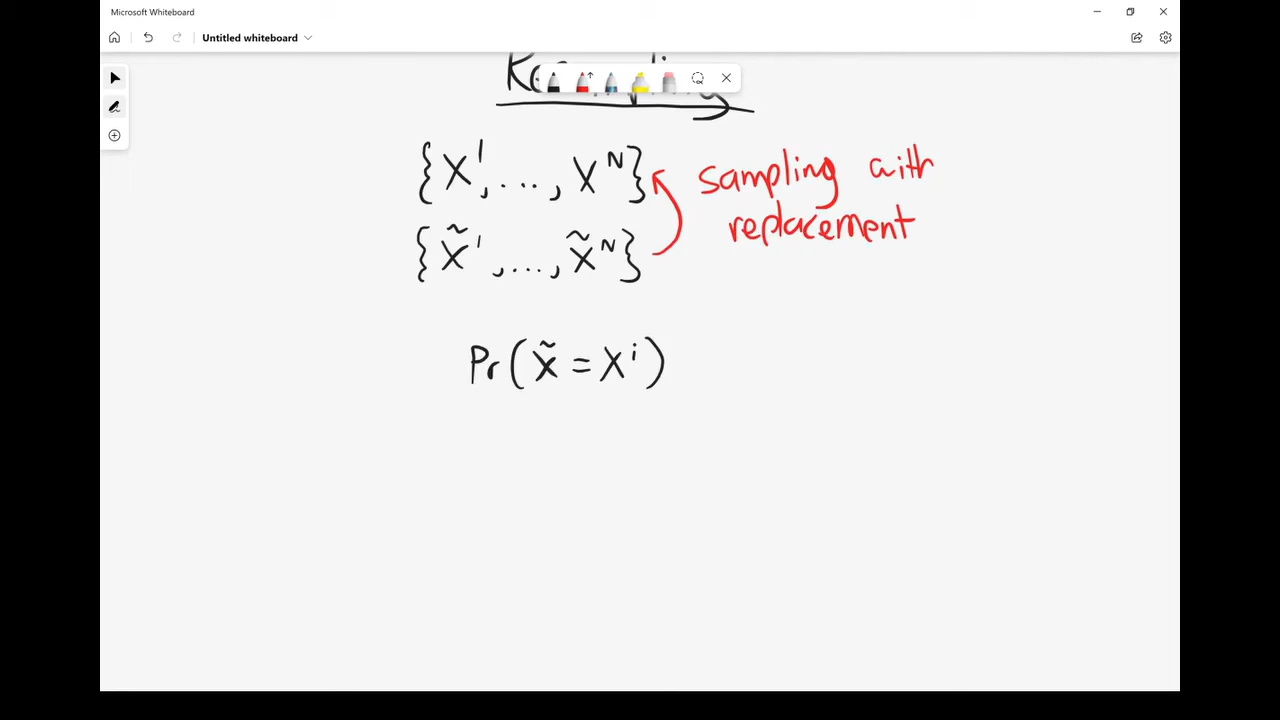 Microsoft Whiteboard
Untitled whiteboard
{X¹, ..., Xᴺ}
sampling with
replacement
{X̃¹, ..., X̃ᴺ}
Pr(x̃ = Xⁱ)